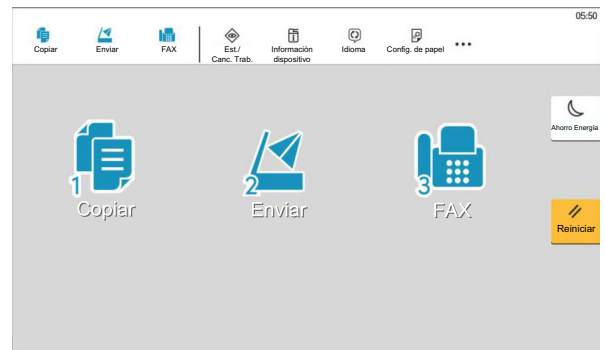 05:50
Copiar
Enviar
FAX
Est./
Canc. Trab.
Información
dispositivo
Idioma
Config. de papel
Ahorro Energía
1
Copiar
2
Enviar
3
FAX
Reiniciar